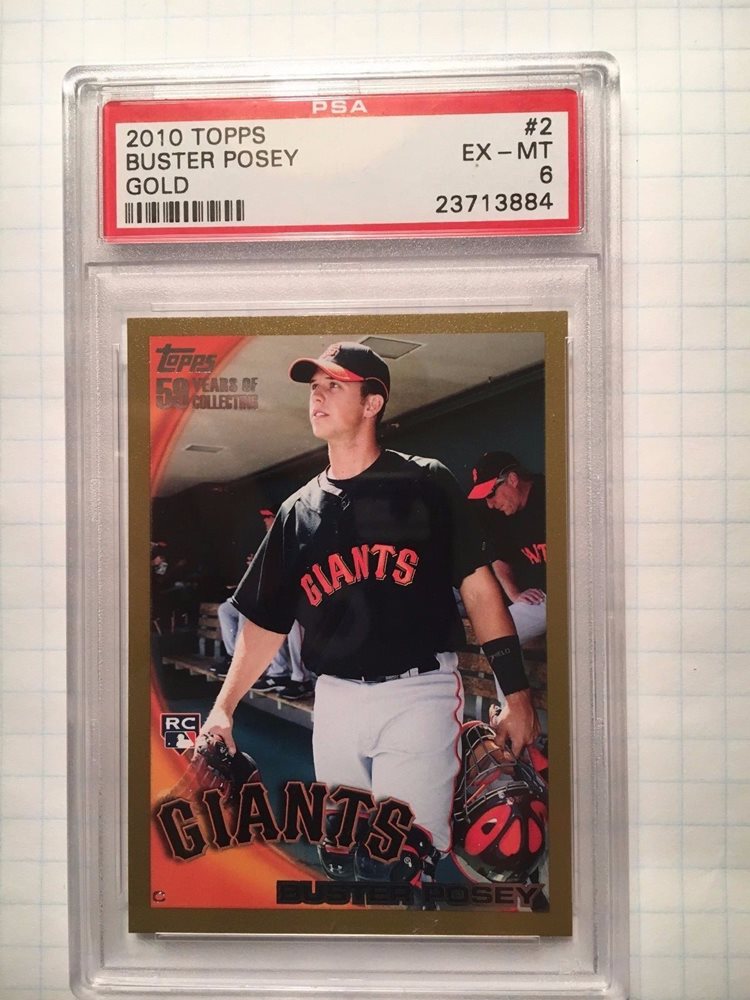 PSA
2010 TOPPS #2
BUSTER POSEY EX-MT
GOLD 6
23713884
Topps
59 YEARS OF
COLLECTING
GIANTS
RC
GIANTS
BUSTER POSEY